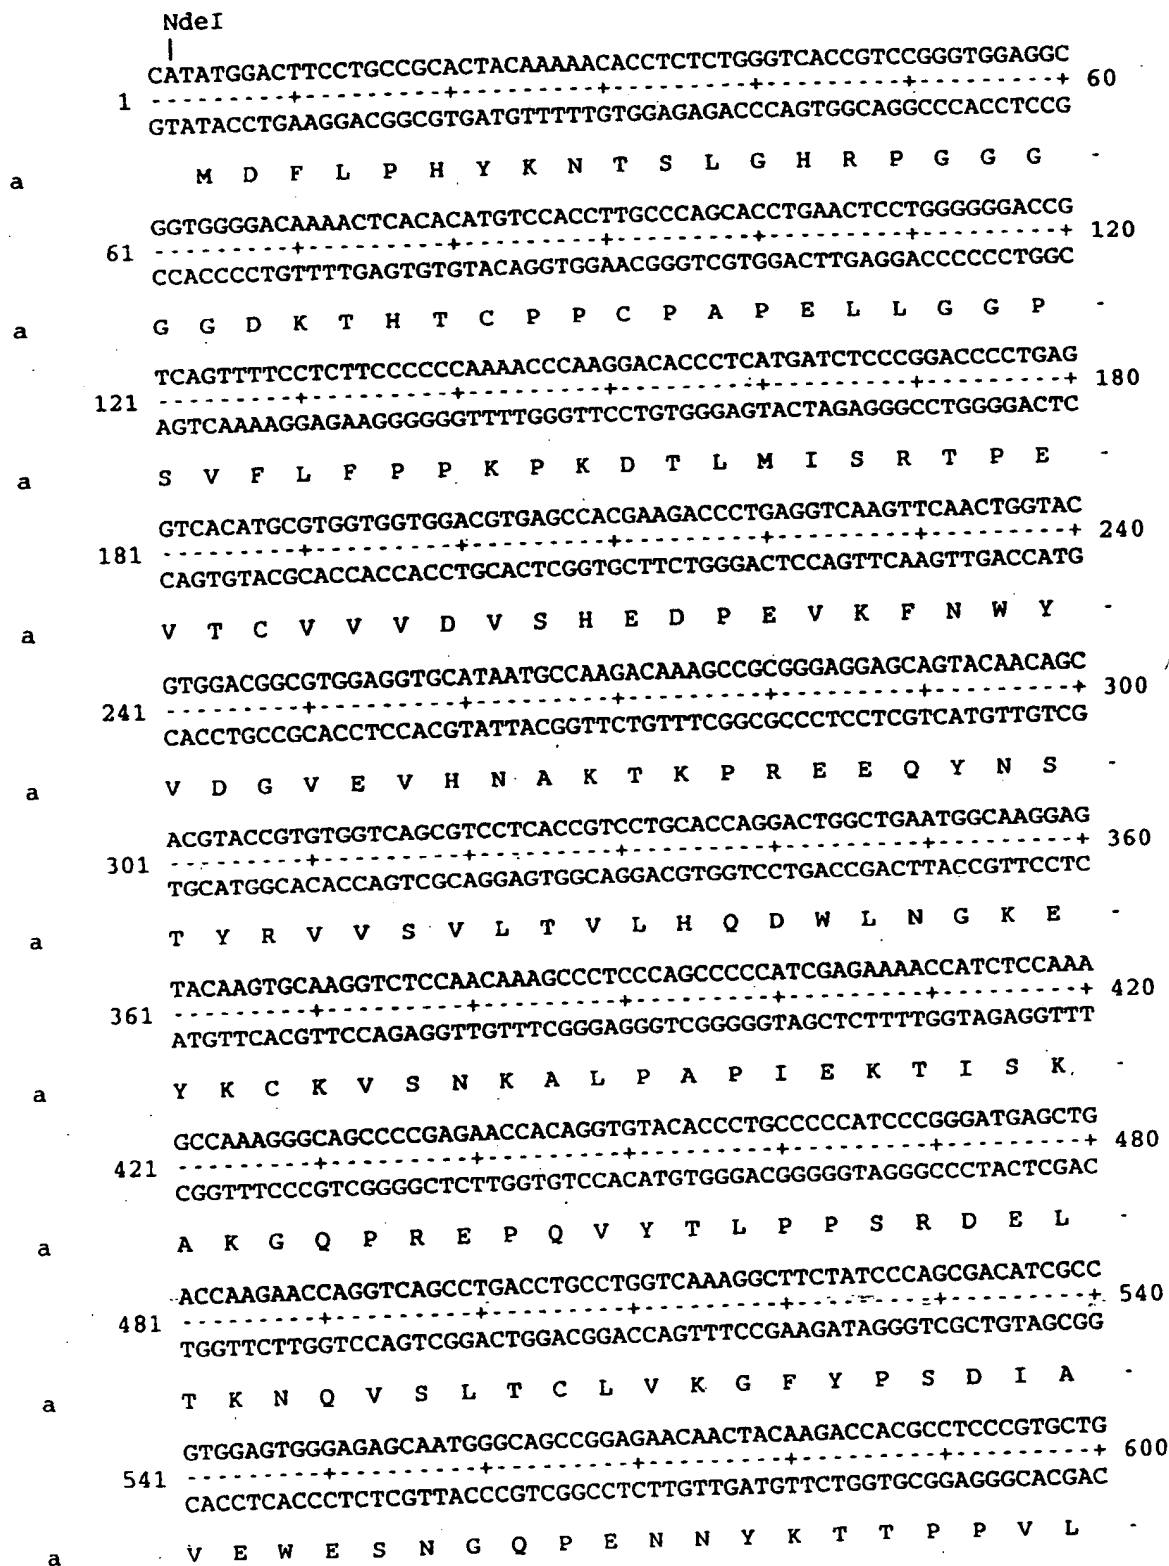 NdeI
|
CATATGGACTTCCTGCCGCACTACAAAAACACCTCTCTGGGTCACCGTCCGGGTGGAGGC
1 ---------+---------+---------+---------+---------+---------+ 60
GTATACCTGAAGGACGGCGTGATGTTTTTGTGGAGAGACCCAGTGGCAGGCCCACCTCCG
a M D F L P H Y K N T S L G H R P G G G -
GGTGGGGACAAAACTCACACATGTCCACCTTGCCCAGCACCTGAACTCCTGGGGGGACCG
61 ---------+---------+---------+---------+---------+---------+ 120
CCACCCCTGTTTTGAGTGTGTACAGGTGGAACGGGTCGTGGACTTGAGGACCCCCCTGGC
a G G D K T H T C P P C P A P E L L G G P -
TCAGTTTTCCTCTTCCCCCCAAAACCCAAGGACACCCTCATGATCTCCCGGACCCCTGAG
121 ---------+---------+---------+---------+---------+---------+ 180
AGTCAAAAGGAGAAGGGGGGTTTTGGGTTCCTGTGGGAGTACTAGAGGGCCTGGGGACTC
a S V F L F P P K P K D T L M I S R T P E -
GTCACATGCGTGGTGGTGGACGTGAGCCACGAAGACCCTGAGGTCAAGTTCAACTGGTAC
181 ---------+---------+---------+---------+---------+---------+ 240
CAGTGTACGCACCACCACCTGCACTCGGTGCTTCTGGGACTCCAGTTCAAGTTGACCATG
a V T C V V V D V S H E D P E V K F N W Y -
GTGGACGGCGTGGAGGTGCATAATGCCAAGACAAAGCCGCGGGAGGAGCAGTACAACAGC
241 ---------+---------+---------+---------+---------+---------+ 300
CACCTGCCGCACCTCCACGTATTACGGTTCTGTTTCGGCGCCCTCCTCGTCATGTTGTCG
a V D G V E V H N A K T K P R E E Q Y N S -
ACGTACCGTGTGGTCAGCGTCCTCACCGTCCTGCACCAGGACTGGCTGAATGGCAAGGAG
301 ---------+---------+---------+---------+---------+---------+ 360
TGCATGGCACACCAGTCGCAGGAGTGGCAGGACGTGGTCCTGACCGACTTACCGTTCCTC
a T Y R V V S V L T V L H Q D W L N G K E -
TACAAGTGCAAGGTCTCCAACAAAGCCCTCCCAGCCCCCATCGAGAAAACCATCTCCAAA
361 ---------+---------+---------+---------+---------+---------+ 420
ATGTTCACGTTCCAGAGGTTGTTTCGGGAGGGTCGGGGGTAGCTCTTTTGGTAGAGGTTT
a Y K C K V S N K A L P A P I E K T I S K -
GCCAAAGGGCAGCCCCGAGAACCACAGGTGTACACCCTGCCCCCATCCCGGGATGAGCTG
421 ---------+---------+---------+---------+---------+---------+ 480
CGGTTTCCCGTCGGGGCTCTTGGTGTCCACATGTGGGACGGGGGTAGGGCCCTACTCGAC
a A K G Q P R E P Q V Y T L P P S R D E L -
ACCAAGAACCAGGTCAGCCTGACCTGCCTGGTCAAAGGCTTCTATCCCAGCGACATCGCC
481 ---------+---------+---------+---------+---------+---------+ 540
TGGTTCTTGGTCCAGTCGGACTGGACGGACCAGTTTCCGAAGATAGGGTCGCTGTAGCGG
a T K N Q V S L T C L V K G F Y P S D I A -
GTGGAGTGGGAGAGCAATGGGCAGCCGGAGAACAACTACAAGACCACGCCTCCCGTGCTG
541 ---------+---------+---------+---------+---------+---------+ 600
CACCTCACCCTCTCGTTACCCGTCGGCCTCTTGTTGATGTTCTGGTGCGGAGGGCACGAC
a V E W E S N G Q P E N N Y K T T P P V L -